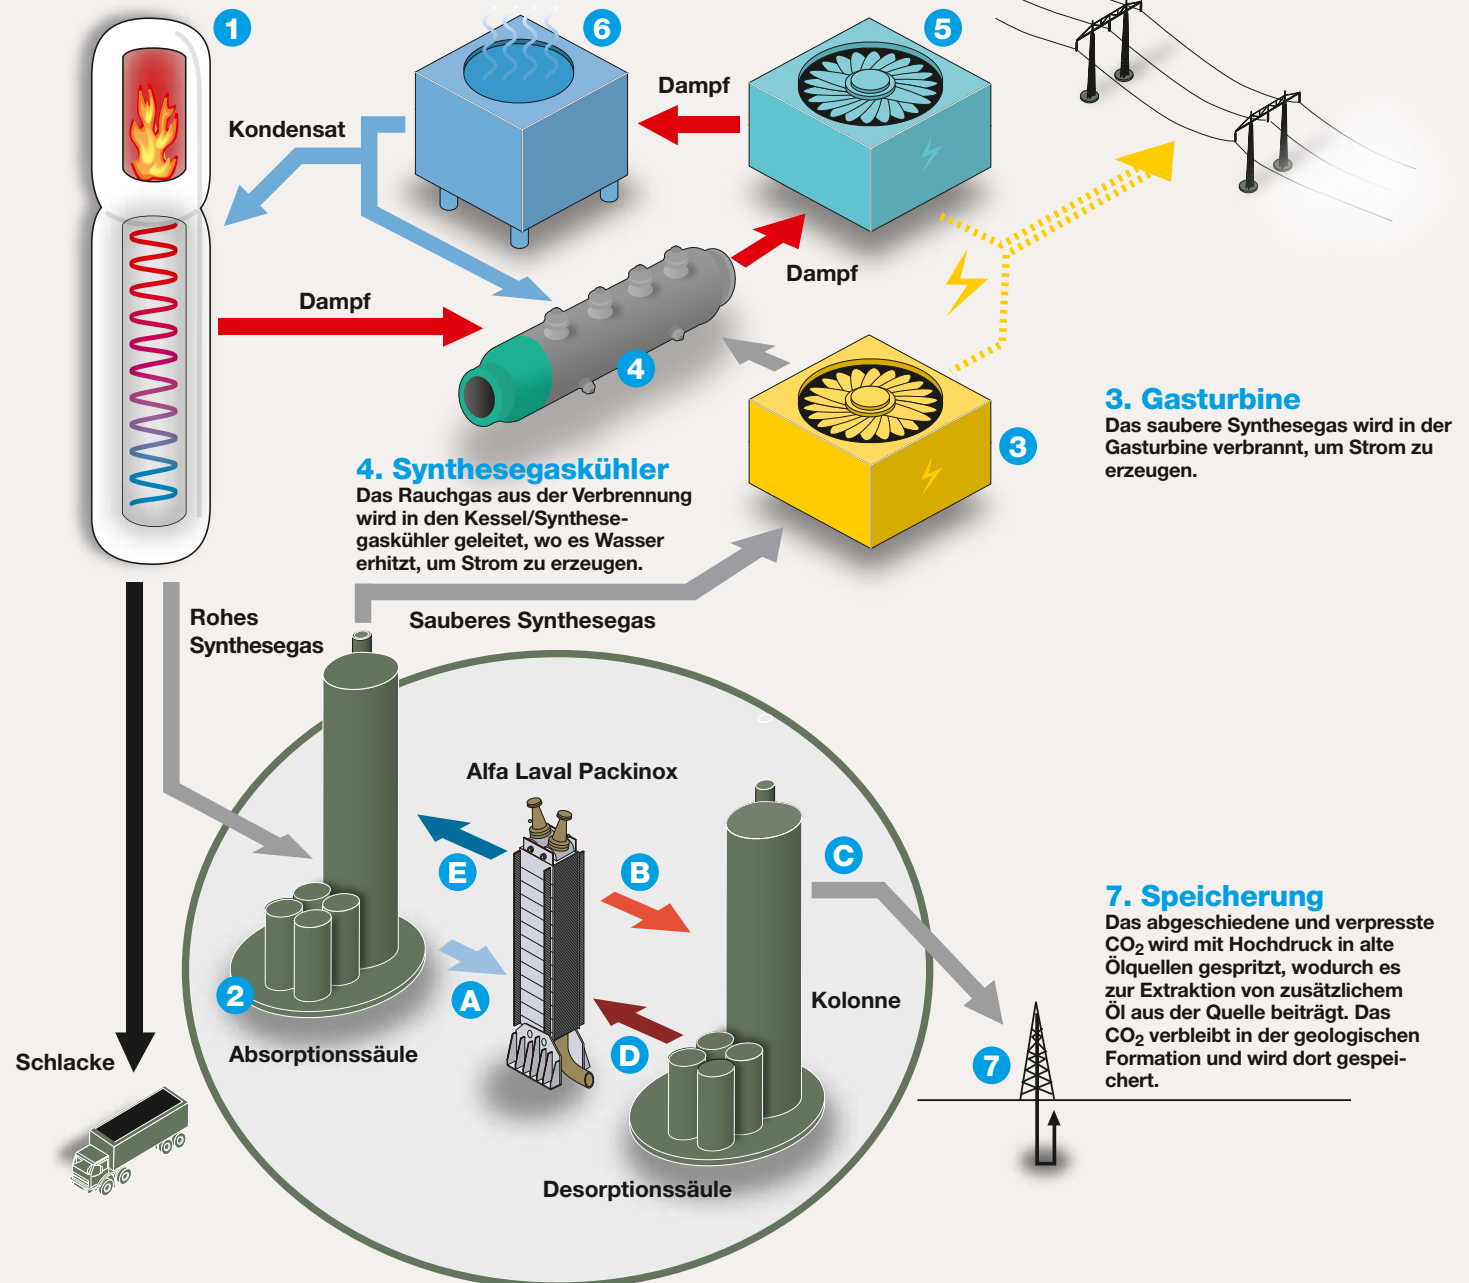 1
6
5
Dampf
Kondensat
Dampf
Dampf
4
3
3. Gasturbine
Das saubere Synthesegas wird in der
Gasturbine verbrannt, um Strom zu
erzeugen.
4. Synthesegaskühler
Das Rauchgas aus der Verbrennung
wird in den Kessel/Synthese-
gaskühler geleitet, wo es Wasser
erhitzt, um Strom zu erzeugen.
Rohes
Synthesegas
Sauberes Synthesegas
Alfa Laval Packinox
E
B
C
7. Speicherung
Das abgeschiedene und verpresste
CO2 wird mit Hochdruck in alte
Ölquellen gespritzt, wodurch es
zur Extraktion von zusätzlichem
Öl aus der Quelle beiträgt. Das
CO2 verbleibt in der geologischen
Formation und wird dort gespei-
chert.
2
A
Kolonne
D
7
Absorptionssäule
Schlacke
Desorptionssäule